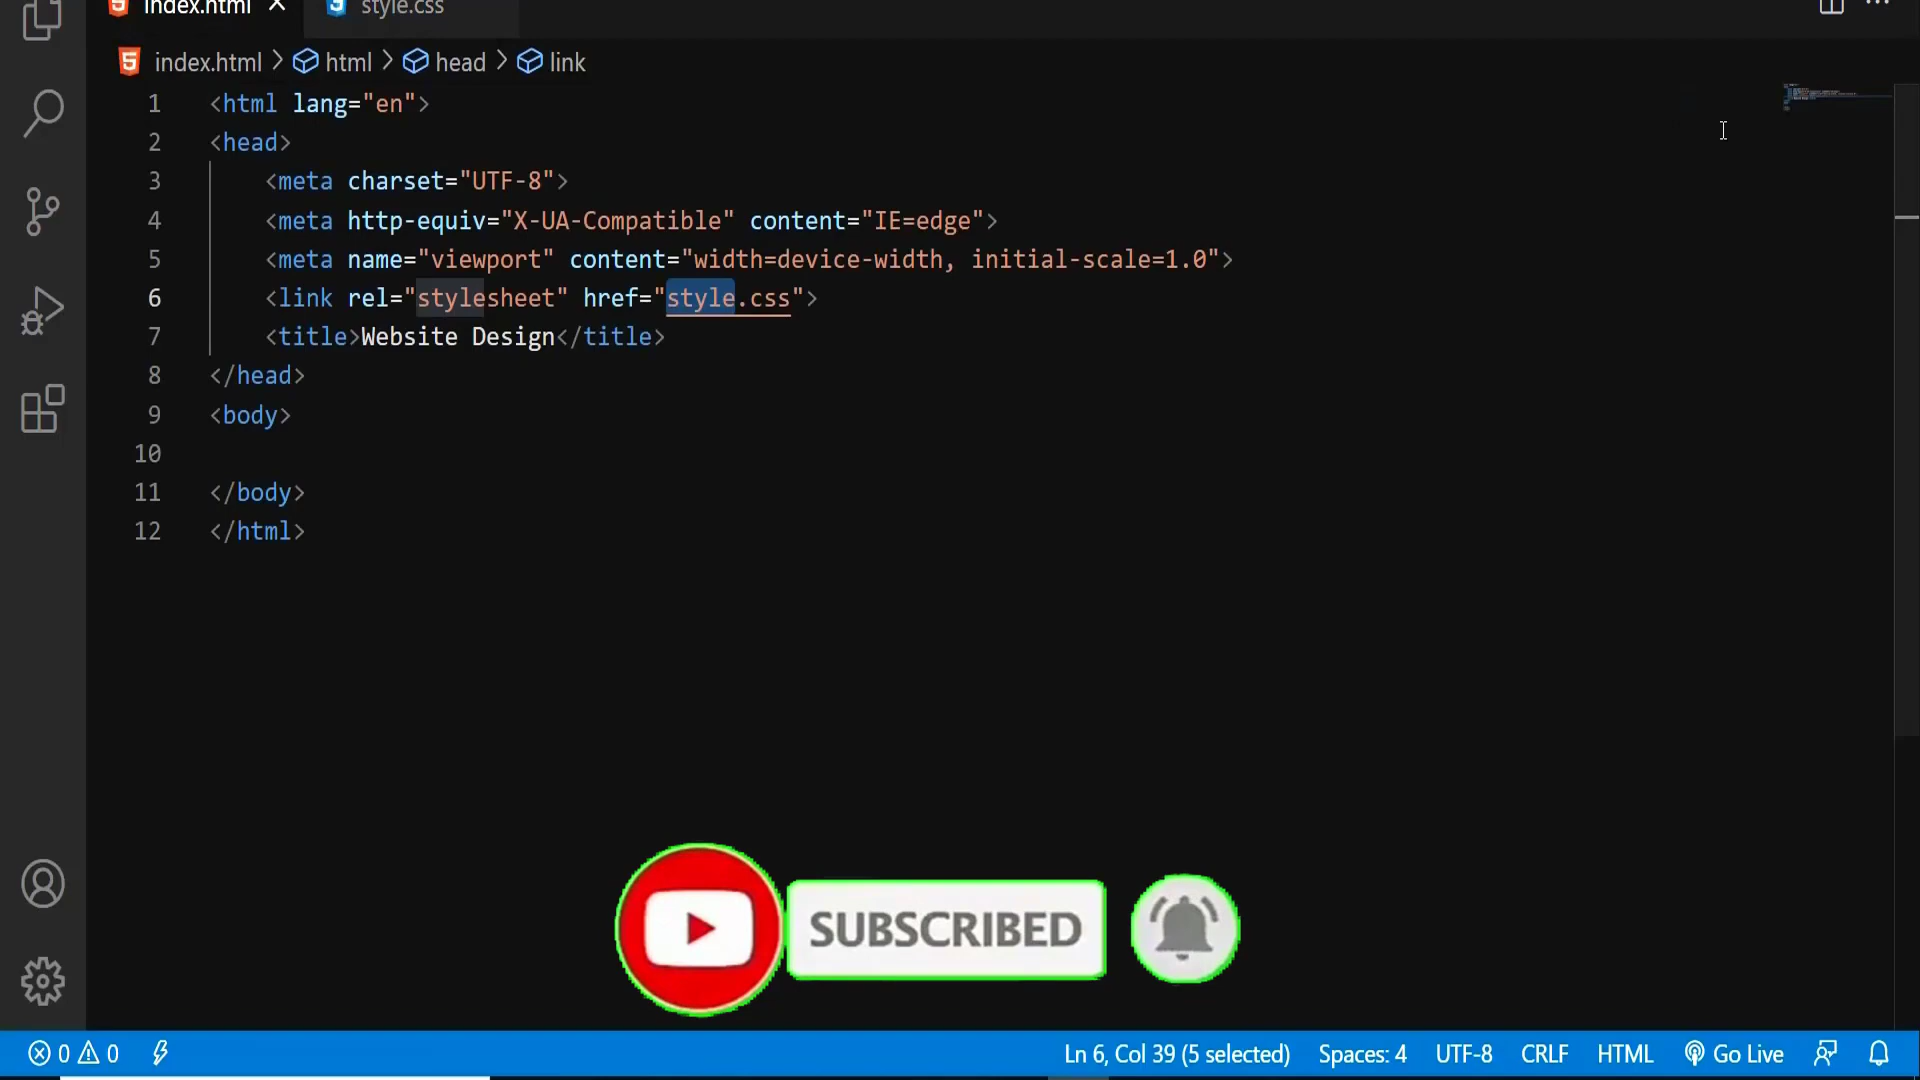 index.html style.css
index.html > html > head > link
1 <html lang="en">
2 <head>
3 <meta charset="UTF-8">
4 <meta http-equiv="X-UA-Compatible" content="IE=edge">
5 <meta name="viewport" content="width=device-width, initial-scale=1.0">
6 <link rel="stylesheet" href="style.css">
7 <title>Website Design</title>
8 </head>
9 <body>
10
11 </body>
12 </html>
SUBSCRIBED
0 0 Ln 6, Col 39 (5 selected) Spaces: 4 UTF-8 CRLF HTML Go Live